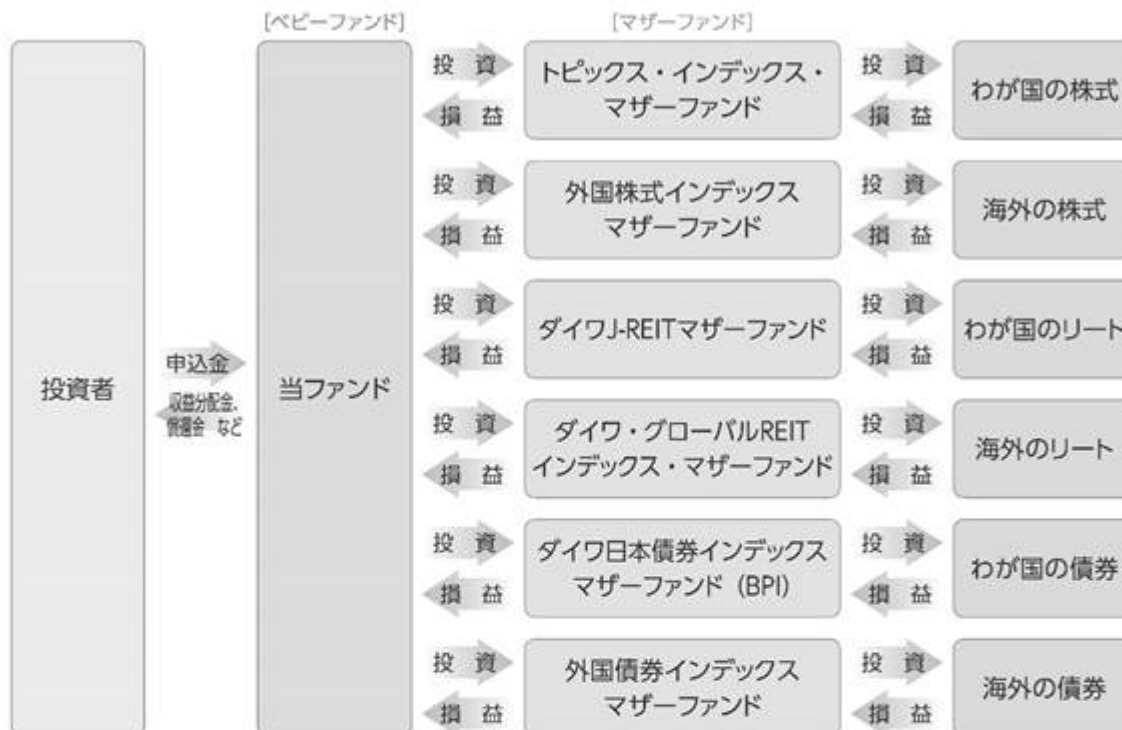 [ベビーファンド]
[マザーファンド]
投資者
申込金
収益分配金、
償還金 など
当ファンド
投 資
損 益
トピックス・インデックス・
マザーファンド
投 資
損 益
わが国の株式
投 資
損 益
外国株式インデックス
マザーファンド
投 資
損 益
海外の株式
投 資
損 益
ダイワJ-REITマザーファンド
投 資
損 益
わが国のリート
投 資
損 益
ダイワ・グローバルREIT
インデックス・マザーファンド
投 資
損 益
海外のリート
投 資
損 益
ダイワ日本債券インデックス
マザーファンド（BPI）
投 資
損 益
わが国の債券
投 資
損 益
外国債券インデックス
マザーファンド
投 資
損 益
海外の債券